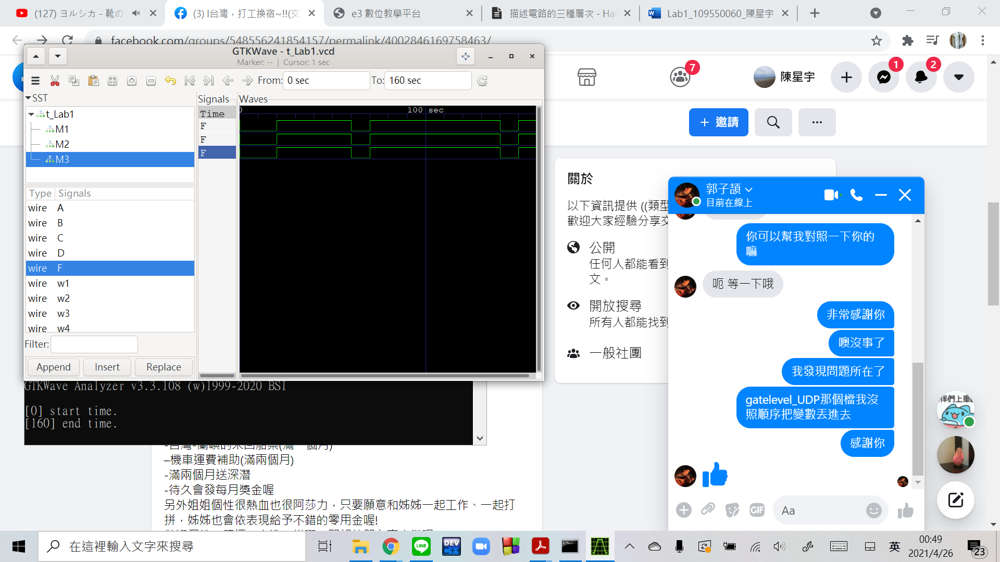 (127) ヨルシカ - 靴の
(3) I台灣，打工換宿~!!(交
e3 數位教學平台
描述電路的三種層次 - Hac
Lab1_109550060_陳星宇
facebook.com/groups/548556241854157/permalink/4002846169758463/
GTKWave - t_Lab1.vcd
Marker: -- | Cursor: 1 sec
From: 0 sec To: 160 sec
SST
t_Lab1
M1
M2
M3
Type Signals
wire A
wire B
wire C
wire D
wire F
wire w1
wire w2
wire w3
wire w4
Filter:
Append Insert Replace
Signals
Time
F
F
F
Waves
0 100 sec
GTKWave Analyzer v3.3.108 (w)1999-2020 BSI
[0] start time.
[160] end time.
7
陳星宇
1
2
+ 邀請
關於
以下資訊提供 ((類型
歡迎大家經驗分享交
公開
任何人都能看到
文。
開放搜尋
所有人都能找到
一般社團
-台灣-蘭嶼的來回船票(滿一個月)
–機車運費補助(滿兩個月)
-滿兩個月送深潛
-待久會發每月獎金喔
另外姐姐個性很熱血也很阿莎力，只要願意和姊姊一起工作、一起打
拼，姊姊也會依表現給予不錯的零用金喔!
郭子頡
目前在線上
你可以幫我對照一下你的
嘛
呃 等一下哦
非常感謝你
噢沒事了
我發現問題所在了
gatelevel_UDP那個檔我沒
照順序把變數丟進去
感謝你
GIF
Aa
伴們上車
在這裡輸入文字來搜尋
LINE
DEV
C++
英
00:49
2021/4/26
23